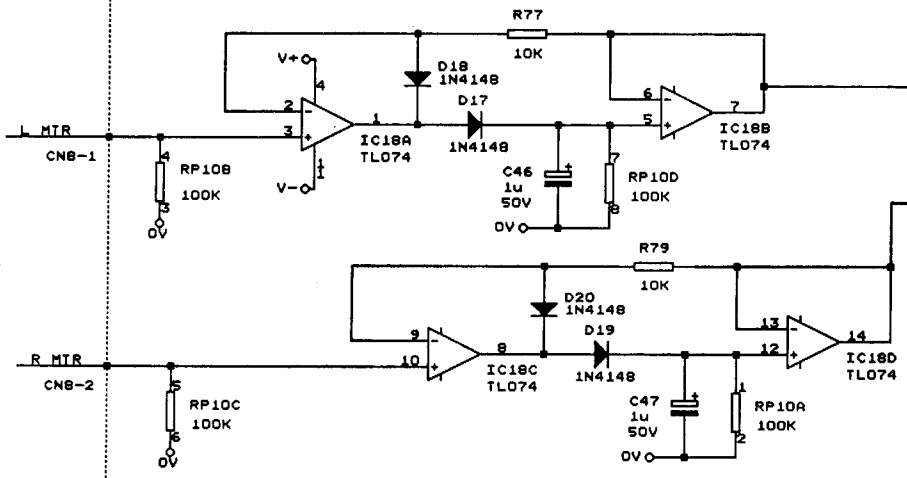 R77
10K
V+
4
D18
1N4148
D17
1N4148
2
3
1
IC18A
TL074
L MTR
CN8-1
4
RP10B
100K
3
0V
11
V-
6
5
7
IC18B
TL074
C46
1u
50V
+
7
RP10D
100K
8
0V
R79
10K
D20
1N4148
D19
1N4148
9
10
8
IC18C
TL074
R MTR
CN8-2
5
RP10C
100K
6
0V
13
12
14
IC18D
TL074
C47
1u
50V
+
1
RP10A
100K
2
0V